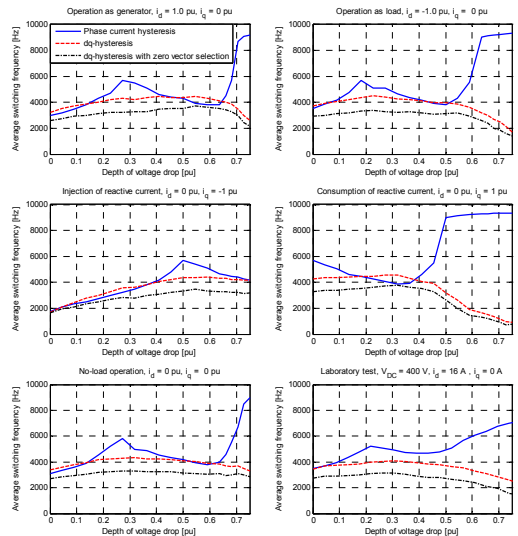 Operation as generator, i_d = 1.0 pu, i_q = 0 pu
10000
8000
6000
4000
2000
0
Average switching frequency [Hz]
Phase current hysteresis
dq-hysteresis
dq-hysteresis with zero vector selection
0 0.1 0.2 0.3 0.4 0.5 0.6 0.7
Depth of voltage drop [pu]
Operation as load, i_d = -1.0 pu, i_q = 0 pu
10000
8000
6000
4000
2000
0
Average switching frequency [Hz]
0 0.1 0.2 0.3 0.4 0.5 0.6 0.7
Depth of voltage drop [pu]
Injection of reactive current, i_d = 0 pu, i_q = -1 pu
10000
8000
6000
4000
2000
0
Average switching frequency [Hz]
0 0.1 0.2 0.3 0.4 0.5 0.6 0.7
Depth of voltage drop [pu]
Consumption of reactive current, i_d = 0 pu, i_q = 1 pu
10000
8000
6000
4000
2000
0
Average switching frequency [Hz]
0 0.1 0.2 0.3 0.4 0.5 0.6 0.7
Depth of voltage drop [pu]
No-load operation, i_d = 0 pu, i_q = 0 pu
10000
8000
6000
4000
2000
0
Average switching frequency [Hz]
0 0.1 0.2 0.3 0.4 0.5 0.6 0.7
Depth of voltage drop [pu]
Laboratory test, V_DC = 400 V, i_d = 16 A , i_q = 0 A
10000
8000
6000
4000
2000
0
Average switching frequency [Hz]
0 0.1 0.2 0.3 0.4 0.5 0.6 0.7
Depth of voltage drop [pu]